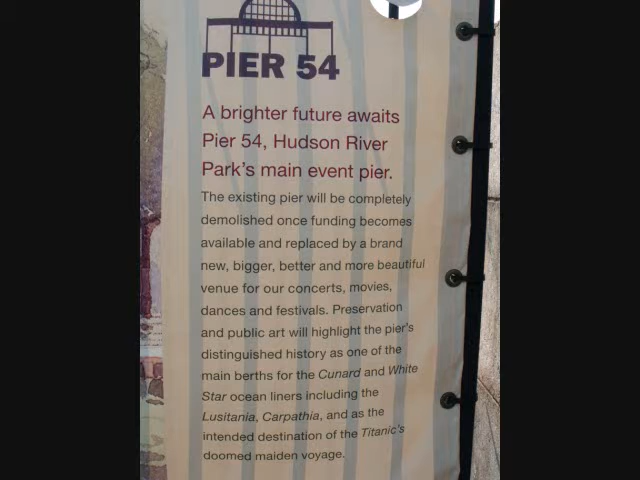 PIER 54
A brighter future awaits
Pier 54, Hudson River
Park's main event pier.
The existing pier will be completely
demolished once funding becomes
available and replaced by a brand
new, bigger, better and more beautiful
venue for our concerts, movies,
dances and festivals. Preservation
and public art will highlight the pier's
distinguished history as one of the
main berths for the Cunard and White
Star ocean liners including the
Lusitania, Carpathia, and as the
intended destination of the Titanic's
doomed maiden voyage.